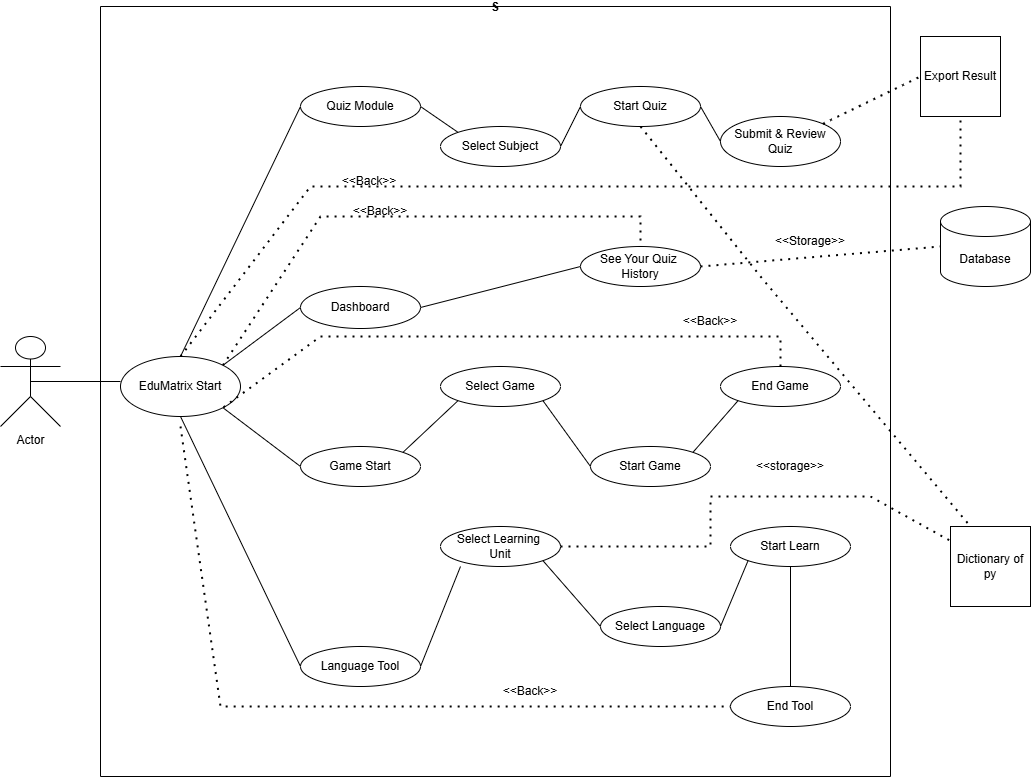 S
Export Result
Quiz Module
Start Quiz
Submit & Review
Quiz
Select Subject
<<Back>>
<<Back>>
<<Storage>>
See Your Quiz
History
Database
Dashboard
<<Back>>
EduMatrix Start
Select Game
End Game
Actor
Game Start
Start Game
<<storage>>
Select Learning
Unit
Start Learn
Dictionary of
py
Select Language
Language Tool
<<Back>>
End Tool